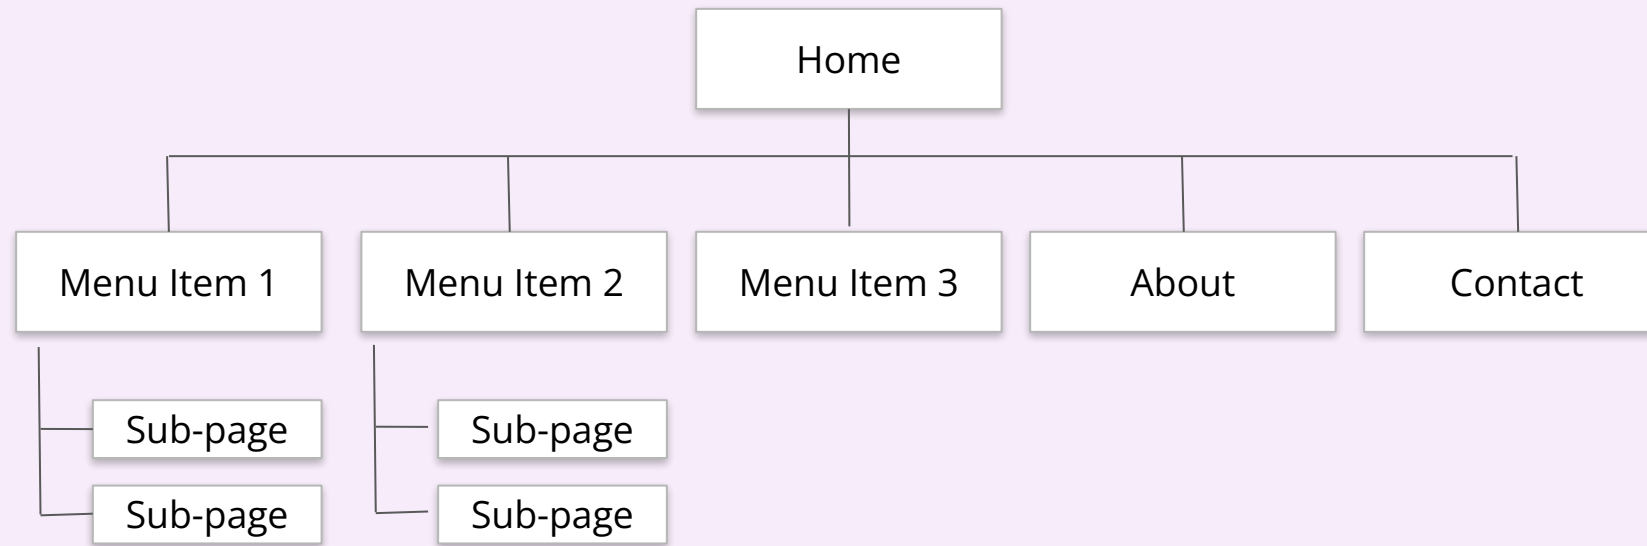 Home
Menu Item 1
Menu Item 2
Menu Item 3
About
Contact
Sub-page
Sub-page
Sub-page
Sub-page